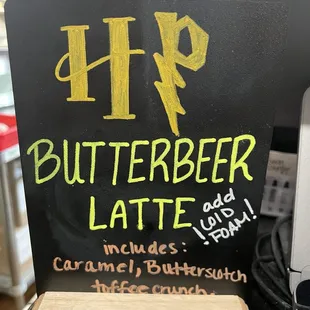 HP
BUTTERBEER
LATTE
add
COLD
FOAM!
includes:
Caramel, Butterscotch
toffee crunch